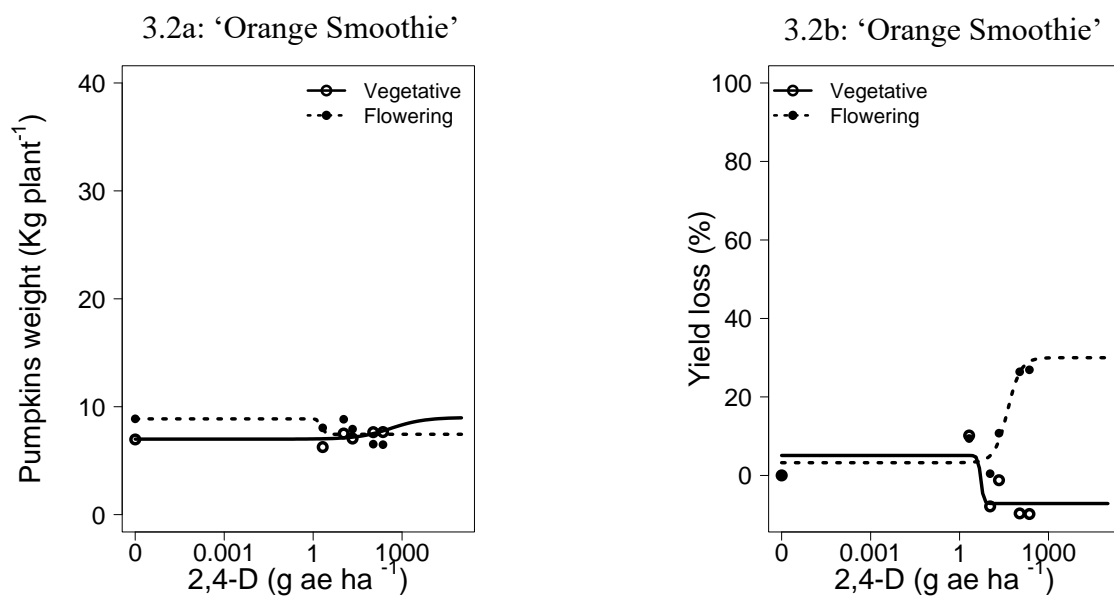 3.2a: ‘Orange Smoothie’
Vegetative
Flowering
40
30
20
10
0
Pumpkins weight (Kg plant⁻¹)
0 0.001 1 1000
2,4-D (g ae ha ⁻¹)
3.2b: ‘Orange Smoothie’
Vegetative
Flowering
100
80
60
40
20
0
Yield loss (%)
0 0.001 1 1000
2,4-D (g ae ha ⁻¹)